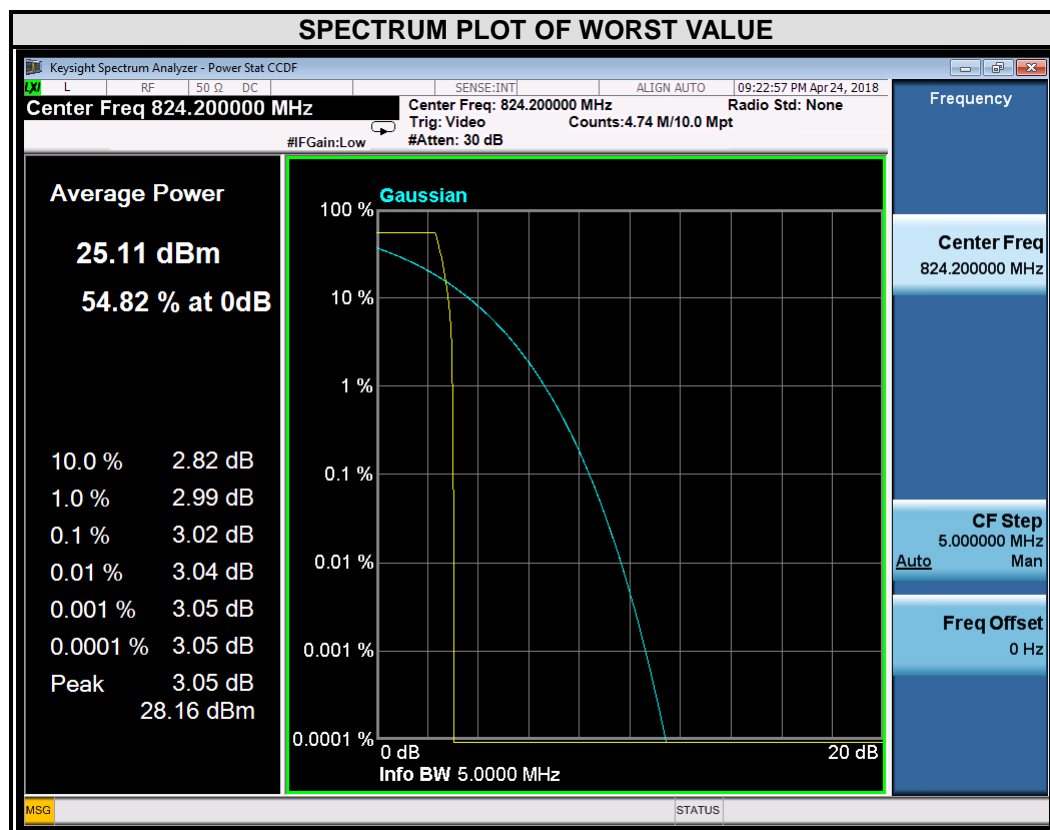 SPECTRUM PLOT OF WORST VALUE
Keysight Spectrum Analyzer - Power Stat CCDF
LXI L RF 50 Ω DC SENSE:INT ALIGN AUTO 09:22:57 PM Apr 24, 2018
Center Freq 824.200000 MHz
Center Freq: 824.200000 MHz Radio Std: None
Trig: Video Counts:4.74 M/10.0 Mpt
#IFGain:Low #Atten: 30 dB
Average Power
25.11 dBm
54.82 % at 0dB
10.0 % 2.82 dB
1.0 % 2.99 dB
0.1 % 3.02 dB
0.01 % 3.04 dB
0.001 % 3.05 dB
0.0001 % 3.05 dB
Peak 3.05 dB
28.16 dBm
Gaussian
100 %
10 %
1 %
0.1 %
0.01 %
0.001 %
0.0001 %
0 dB 20 dB
Info BW 5.0000 MHz
Frequency
Center Freq
824.200000 MHz
CF Step
5.000000 MHz
Auto Man
Freq Offset
0 Hz
MSG STATUS